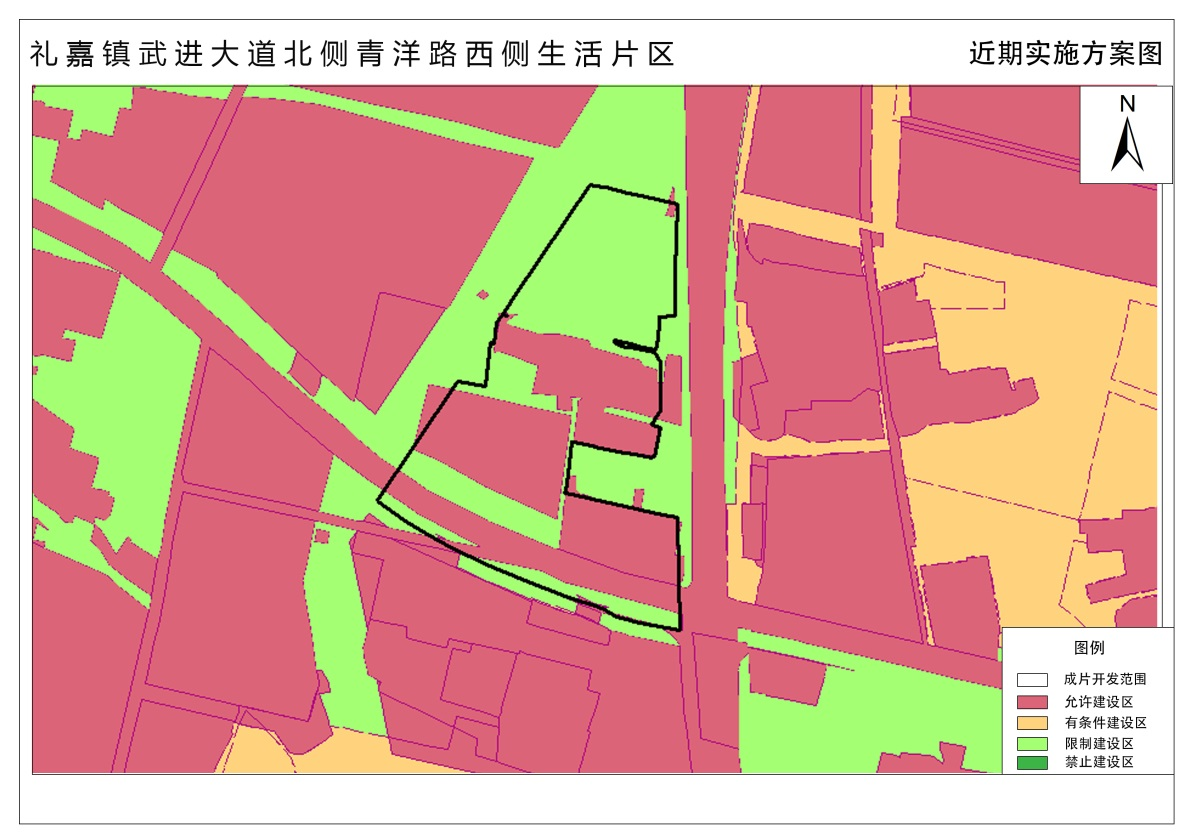 礼嘉镇武进大道北侧青洋路西侧生活片区
近期实施方案图
N
图例
成片开发范围
允许建设区
有条件建设区
限制建设区
禁止建设区